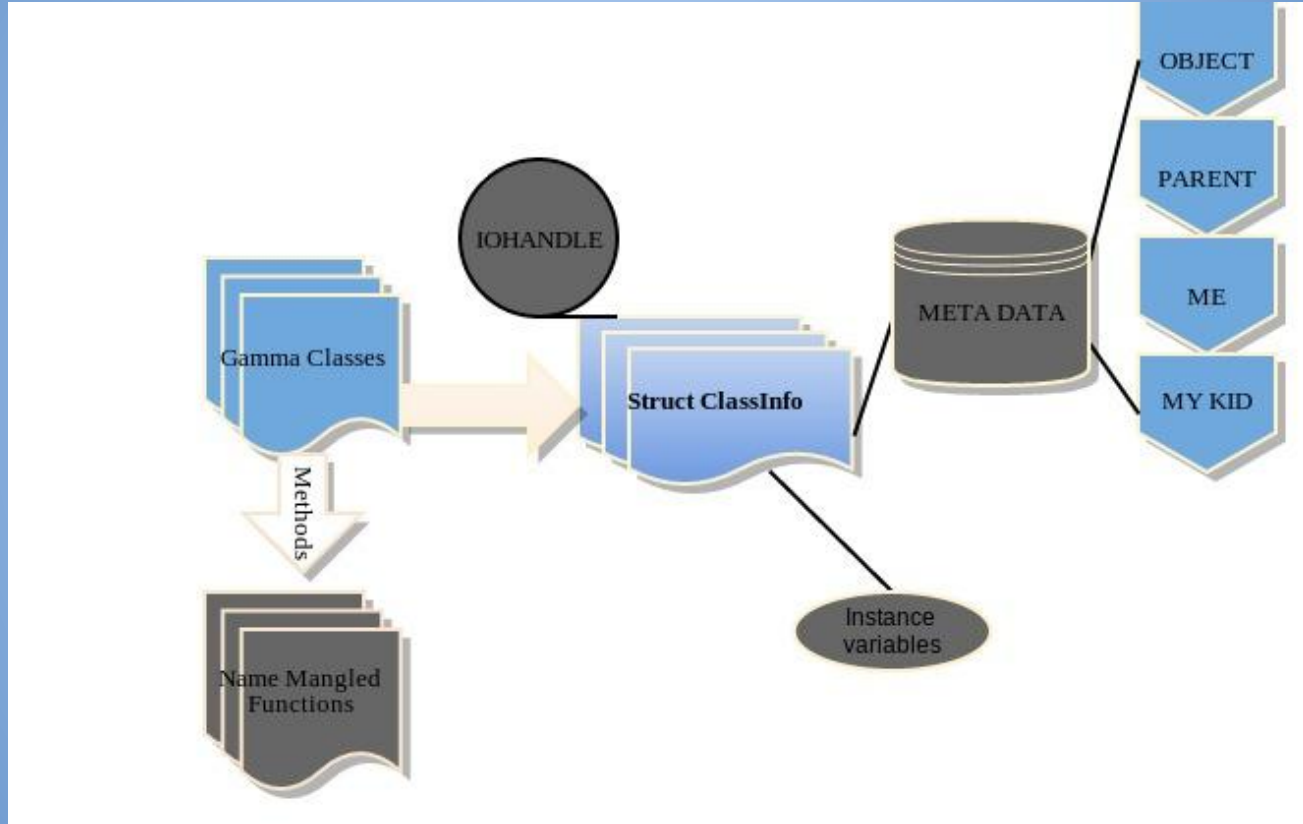 OBJECT
PARENT
IOHANDLE
ME
META DATA
Gamma Classes
Struct ClassInfo
MY KID
Methods
Instance
variables
Name Mangled
Functions